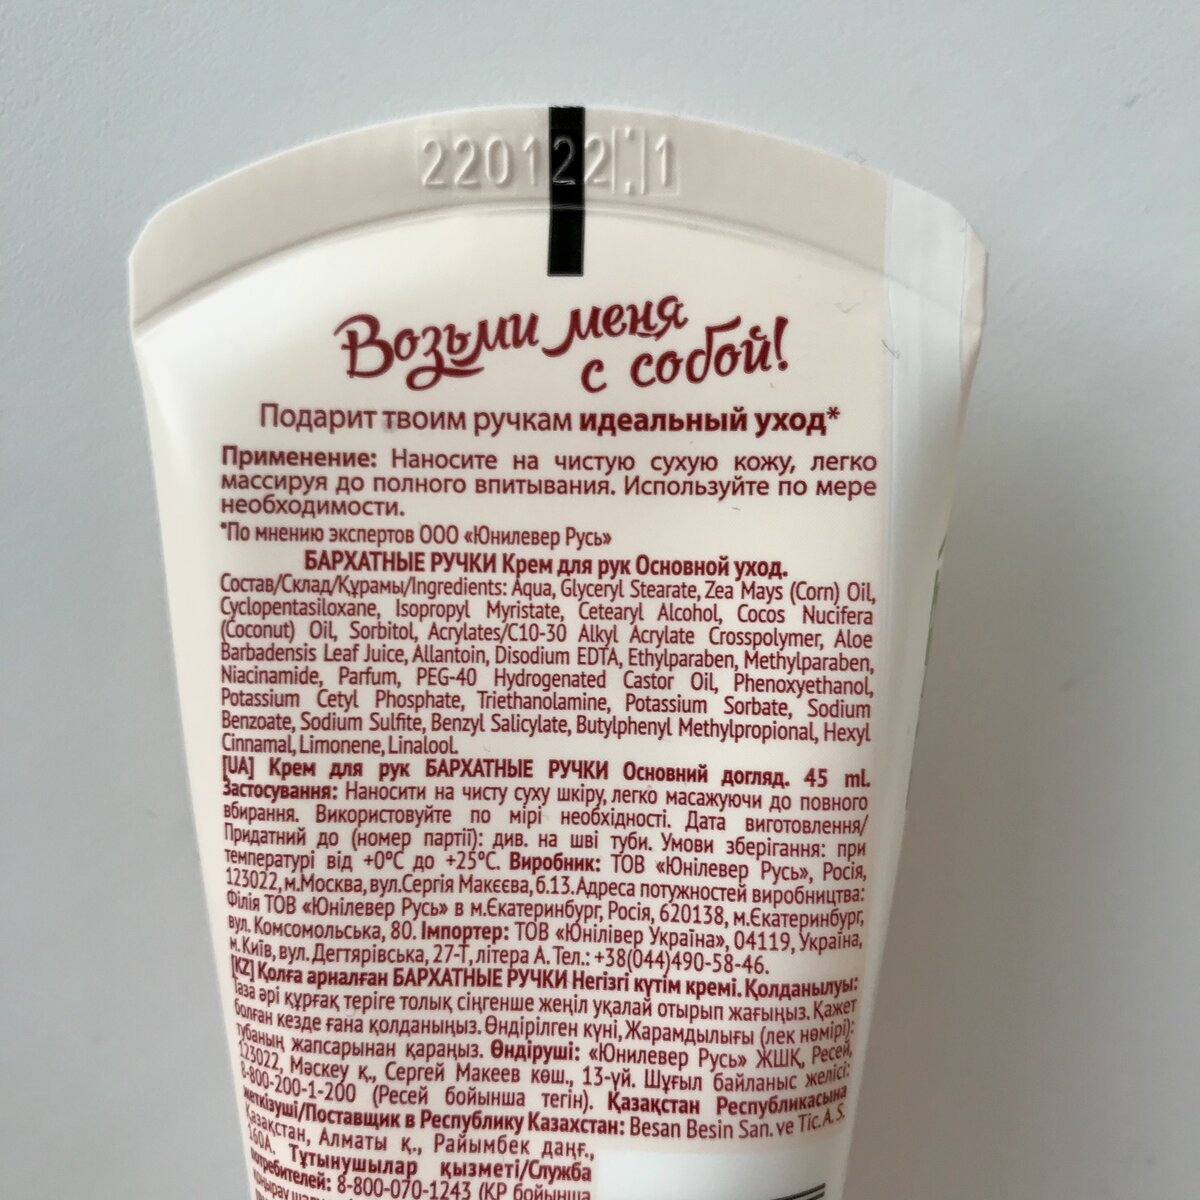 220122 1
Возьми меня
с собой!
Подарит твоим ручкам идеальный уход*
Применение: Наносите на чистую сухую кожу, легко
массируя до полного впитывания. Используйте по мере
необходимости.
*По мнению экспертов ООО «Юнилевер Русь»
БАРХАТНЫЕ РУЧКИ Крем для рук Основной уход.
Состав/Склад/Құрамы/Ingredients: Aqua, Glyceryl Stearate, Zea Mays (Corn) Oil,
Cyclopentasiloxane, Isopropyl Myristate, Cetearyl Alcohol, Cocos Nucifera
(Coconut) Oil, Sorbitol, Acrylates/C10-30 Alkyl Acrylate Crosspolymer, Aloe
Barbadensis Leaf Juice, Allantoin, Disodium EDTA, Ethylparaben, Methylparaben,
Niacinamide, Parfum, PEG-40 Hydrogenated Castor Oil, Phenoxyethanol,
Potassium Cetyl Phosphate, Triethanolamine, Potassium Sorbate, Sodium
Benzoate, Sodium Sulfite, Benzyl Salicylate, Butylphenyl Methylpropional, Hexyl
Cinnamal, Limonene, Linalool.
[UA] Крем для рук БАРХАТНЫЕ РУЧКИ Основний догляд. 45 ml.
Застосування: Наносити на чисту суху шкіру, легко масажуючи до повного
вбирання. Використовуйте по мірі необхідності. Дата виготовлення/
Придатний до (номер партії): див. на шві туби. Умови зберігання: при
температурі від +0°С до +25°С. Виробник: ТОВ «Юнілевер Русь», Росія,
123022, м.Москва, вул.Сергія Макєєва, б.13. Адреса потужностей виробництва:
Філія ТОВ «Юнілевер Русь» в м.Єкатеринбург, Росія, 620138, м.Єкатеринбург,
вул. Комсомольська, 80. Імпортер: ТОВ «Юнілівер Україна», 04119, Україна,
м. Київ, вул. Дегтярівська, 27-Т, літера А. Тел.: +38(044)490-58-46.
[KZ] Қолға арналған БАРХАТНЫЕ РУЧКИ Негізгі күтім кремі. Қолданылуы:
Таза әрі құрғақ теріге толық сіңгенше жеңіл уқалай отырып жағыңыз. Қажет
болған кезде ғана қолданыңыз. Өндірілген күні, Жарамдылығы (лек нөмірі):
тубаның жапсарынан қараңыз. Өндіруші: «Юнилевер Русь» ЖШҚ, Ресей,
123022, Мәскеу қ., Сергей Макеев көш., 13-үй. Шұғыл байланыс желісі:
8-800-200-1-200 (Ресей бойынша тегін). Қазақстан Республикасына
жеткізуші/Поставщик в Республику Казахстан: Besan Besin San. ve Tic. A. S.
Қазақстан, Алматы қ., Райымбек даңғ.,
160А. Тұтынушылар қызметі/Служба
потребителей: 8-800-070-1243 (ҚР бойынша